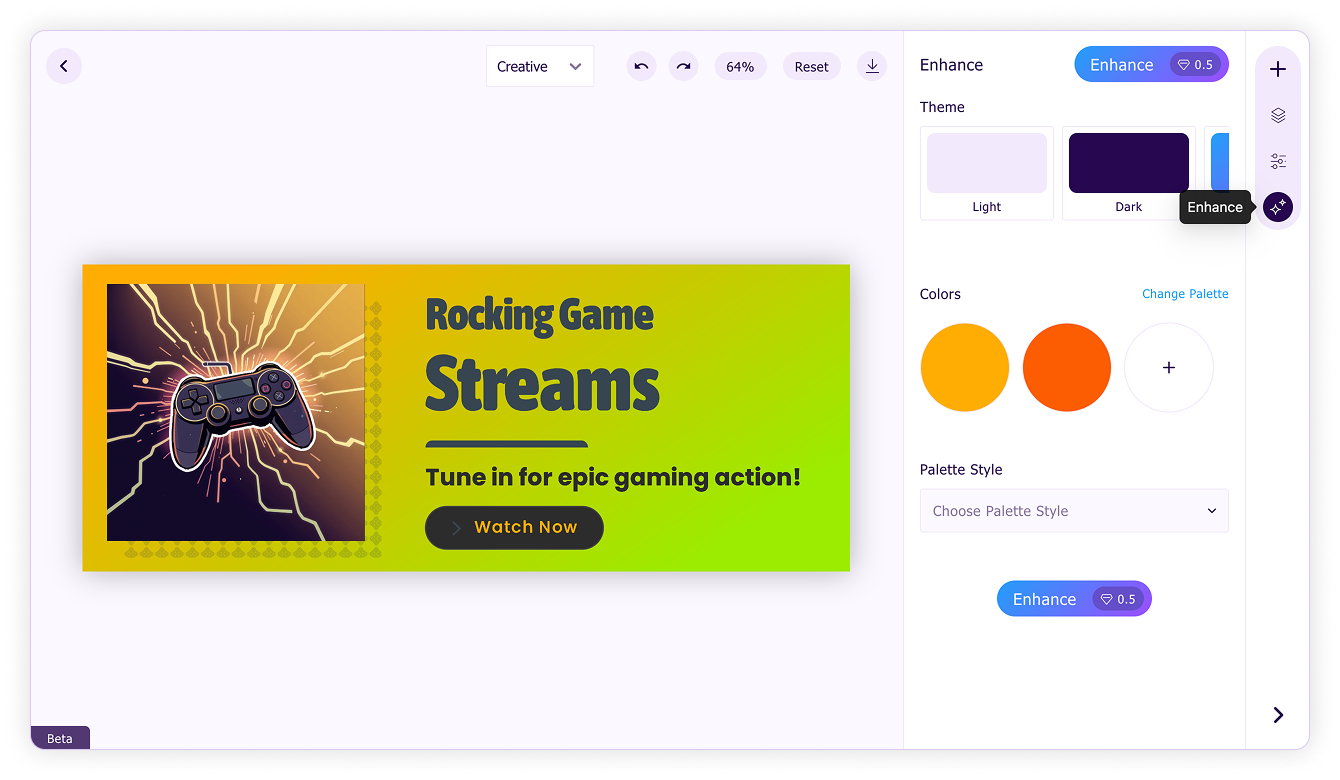 Creative
64%
Reset
Enhance
Enhance 0.5
Theme
Light
Dark
Enhance
Colors
Change Palette
Palette Style
Choose Palette Style
Enhance 0.5
Rocking Game
Streams
Tune in for epic gaming action!
Watch Now
Beta